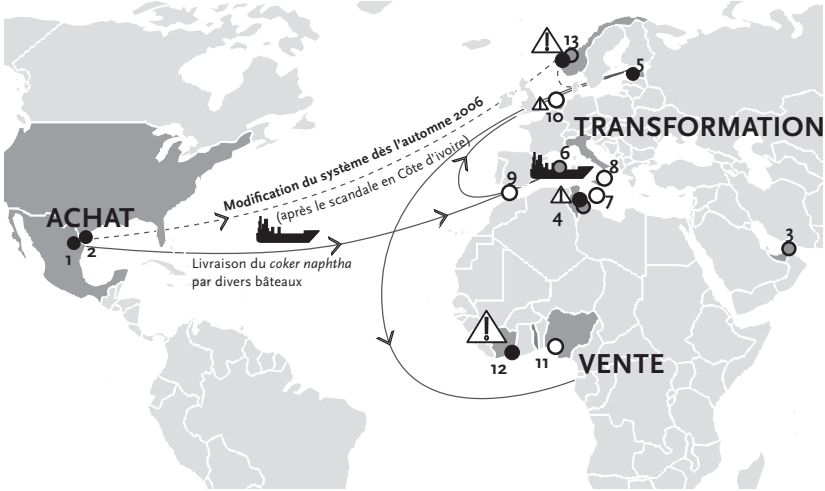 13
5
10
TRANSFORMATION
Modification du système dès l'automne 2006
(après le scandale en Côte d'ivoire)
6
8
9
7
4
ACHAT
1
2
3
Livraison du coker naphtha
par divers bâteaux
12
11
VENTE